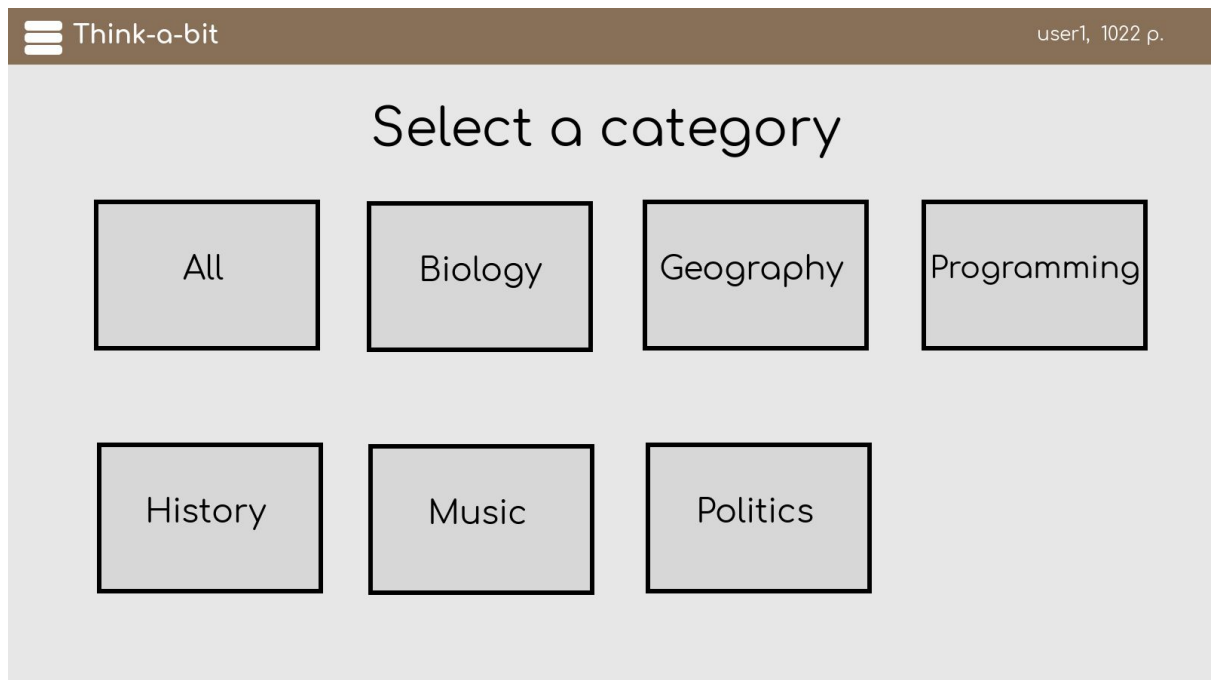 Think-a-bit user1, 1022 p.
Select a category
All Biology Geography Programming
History Music Politics